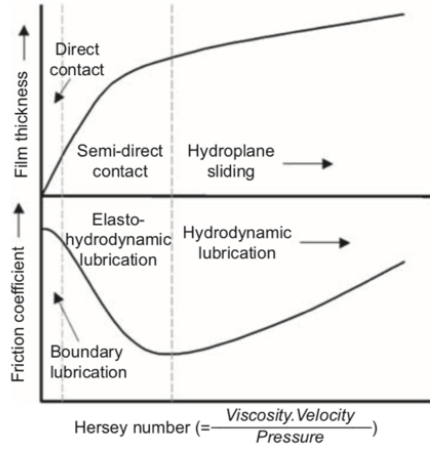 Film thickness
Direct
contact
Semi-direct
contact
Hydroplane
sliding
Friction coefficient
Elasto-
hydrodynamic
lubrication
Hydrodynamic
lubrication
Boundary
lubrication
Hersey number (= Viscosity.Velocity
Pressure )